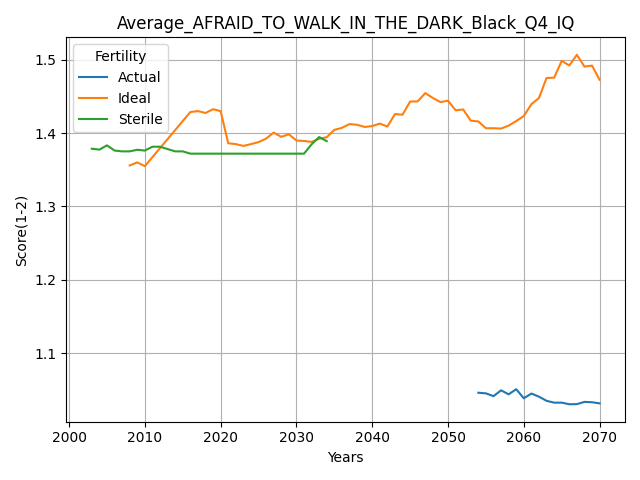 Average_AFRAID_TO_WALK_IN_THE_DARK_Black_Q4_IQ
Fertility
Actual
Ideal
Sterile
Score(1-2)
1.5
1.4
1.3
1.2
1.1
2000 2010 2020 2030 2040 2050 2060 2070
Years